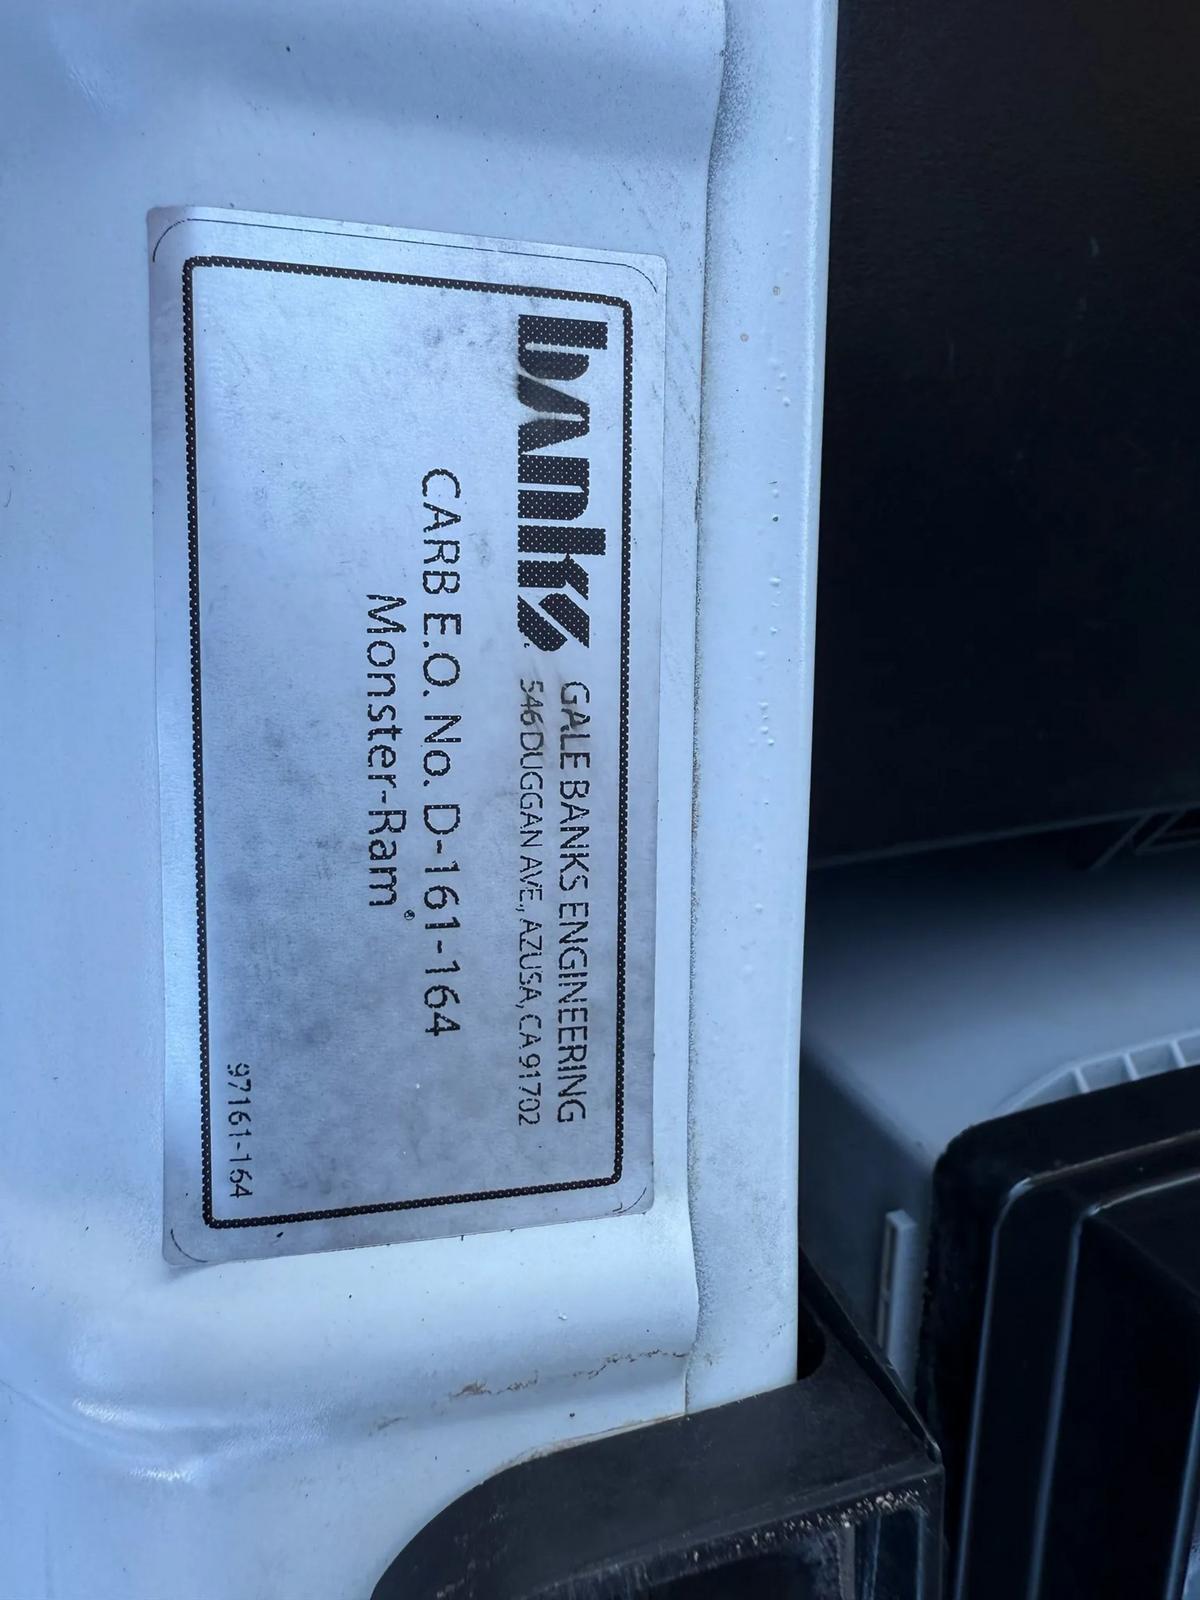 banks
GALE BANKS ENGINEERING
546 DUGGAN AVE., AZUSA, CA 91702
CARB E.O. No. D-161-164
Monster-Ram®
97161-164